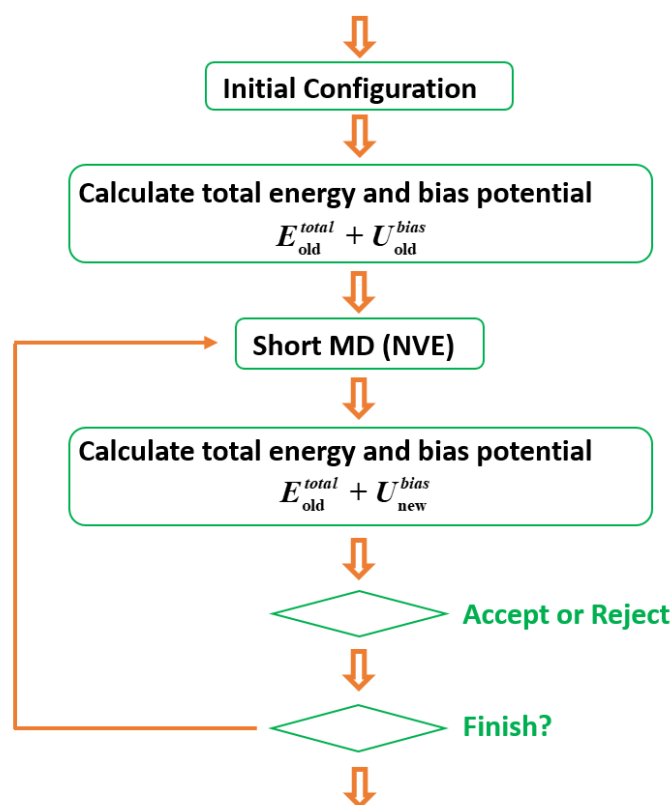 Initial Configuration
Calculate total energy and bias potential
E_old^total + U_old^bias
Short MD (NVE)
Calculate total energy and bias potential
E_old^total + U_new^bias
Accept or Reject
Finish?